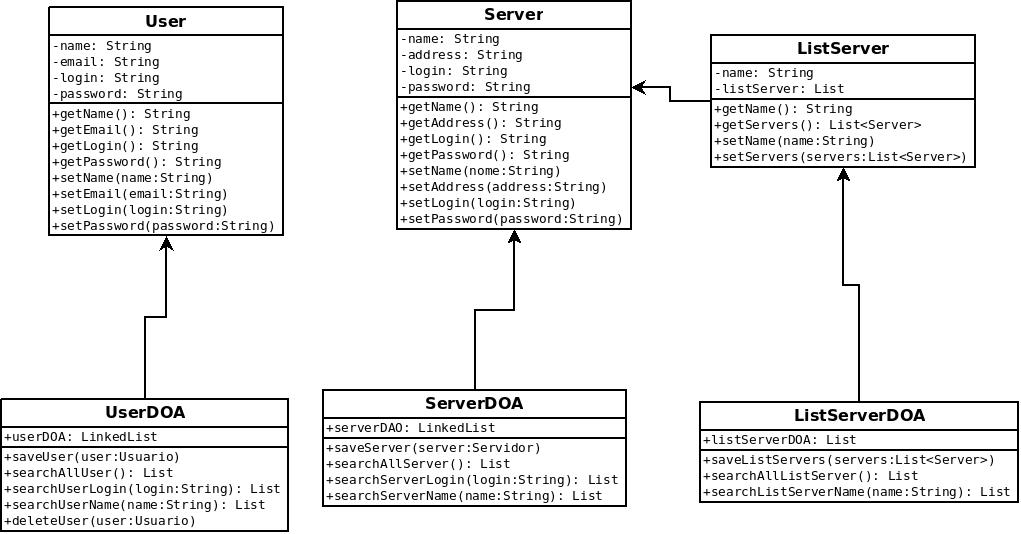 User
-name: String
-email: String
-login: String
-password: String
+getName(): String
+getEmail(): String
+getLogin(): String
+getPassword(): String
+setName(name:String)
+setEmail(email:String)
+setLogin(login:String)
+setPassword(password:String)
Server
-name: String
-address: String
-login: String
-password: String
+getName(): String
+getAddress(): String
+getLogin(): String
+getPassword(): String
+setName(nome:String)
+setAddress(address:String)
+setLogin(login:String)
+setPassword(password:String)
ListServer
-name: String
-listServer: List
+getName(): String
+getServers(): List<Server>
+setName(name:String)
+setServers(servers:List<Server>)
UserDOA
+userDOA: LinkedList
+saveUser(user:Usuario)
+searchAllUser(): List
+searchUserLogin(login:String): List
+searchUserName(name:String): List
+deleteUser(user:Usuario)
ServerDOA
+serverDAO: LinkedList
+saveServer(server:Servidor)
+searchAllServer(): List
+searchServerLogin(login:String): List
+searchServerName(name:String): List
ListServerDOA
+listServerDOA: List
+saveListServers(servers:List<Server>)
+searchAllListServer(): List
+searchListServerName(name:String): List